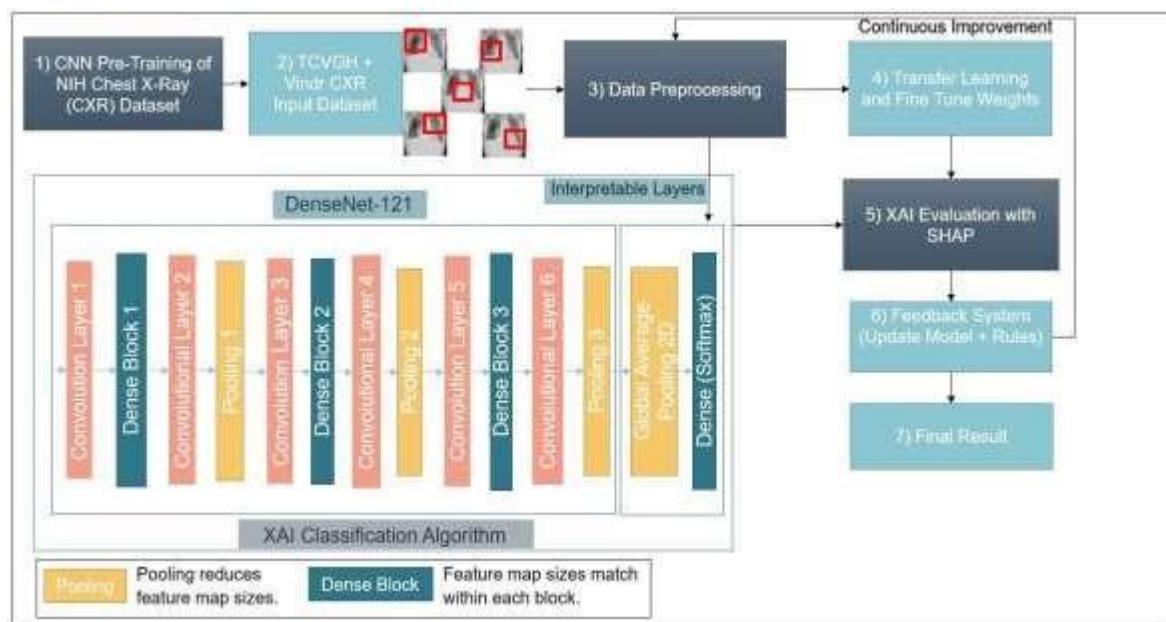 Continuous Improvement
1) CNN Pre-Training of
NIH Chest X-Ray
(CXR) Dataset
2) TCVGH +
Vindr CXR
Input Dataset
3) Data Preprocessing
4) Transfer Learning
and Fine Tune Weights
Interpretable Layers
DenseNet-121
5) XAI Evaluation with
SHAP
6) Feedback System
(Update Model + Rules)
7) Final Result
Convolution Layer 1
Dense Block 1
Convolutional Layer 2
Pooling 1
Convolution Layer 3
Dense Block 2
Convolutional Layer 4
Pooling 2
Convolution Layer 5
Dense Block 3
Convolutional Layer 6
Pooling 3
Global Average
Pooling 2D
Dense (Softmax)
XAI Classification Algorithm
Pooling
Pooling reduces
feature map sizes.
Dense Block
Feature map sizes match
within each block.